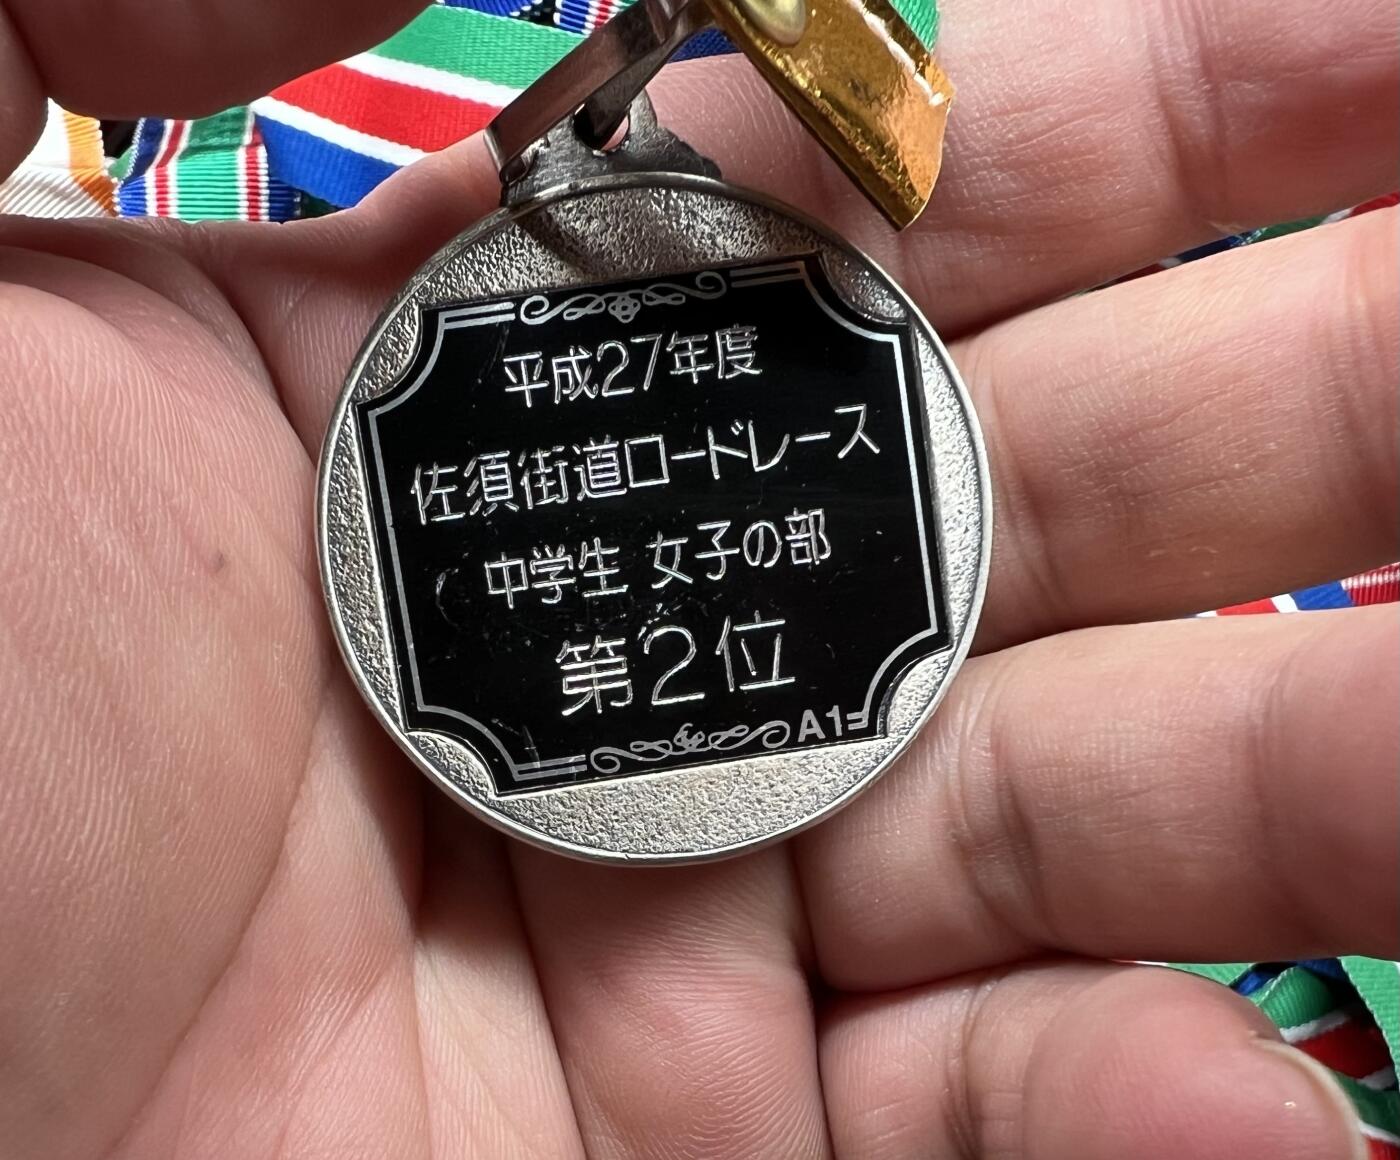 平成27年度
佐須街道ロードレース
中学生 女子の部
第2位
A1